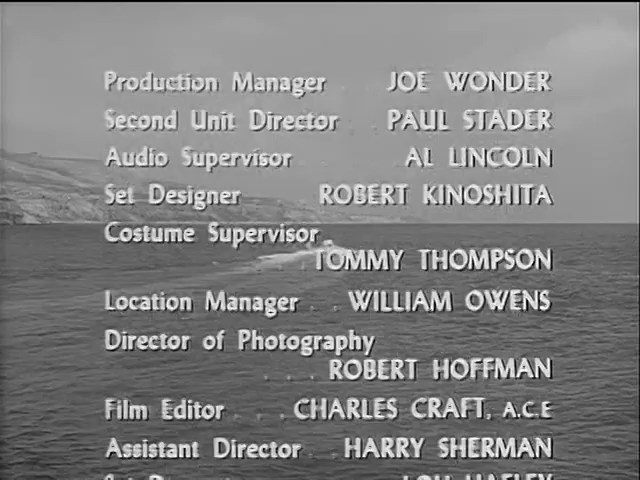 Production Manager . . JOE WONDER
Second Unit Director . . PAUL STADER
Audio Supervisor AL LINCOLN
Set Designer ROBERT KINOSHITA
Costume Supervisor
. . . TOMMY THOMPSON
Location Manager . . WILLIAM OWENS
Director of Photography
. . . ROBERT HOFFMAN
Film Editor . . . CHARLES CRAFT, A.C.E
Assistant Director . . HARRY SHERMAN